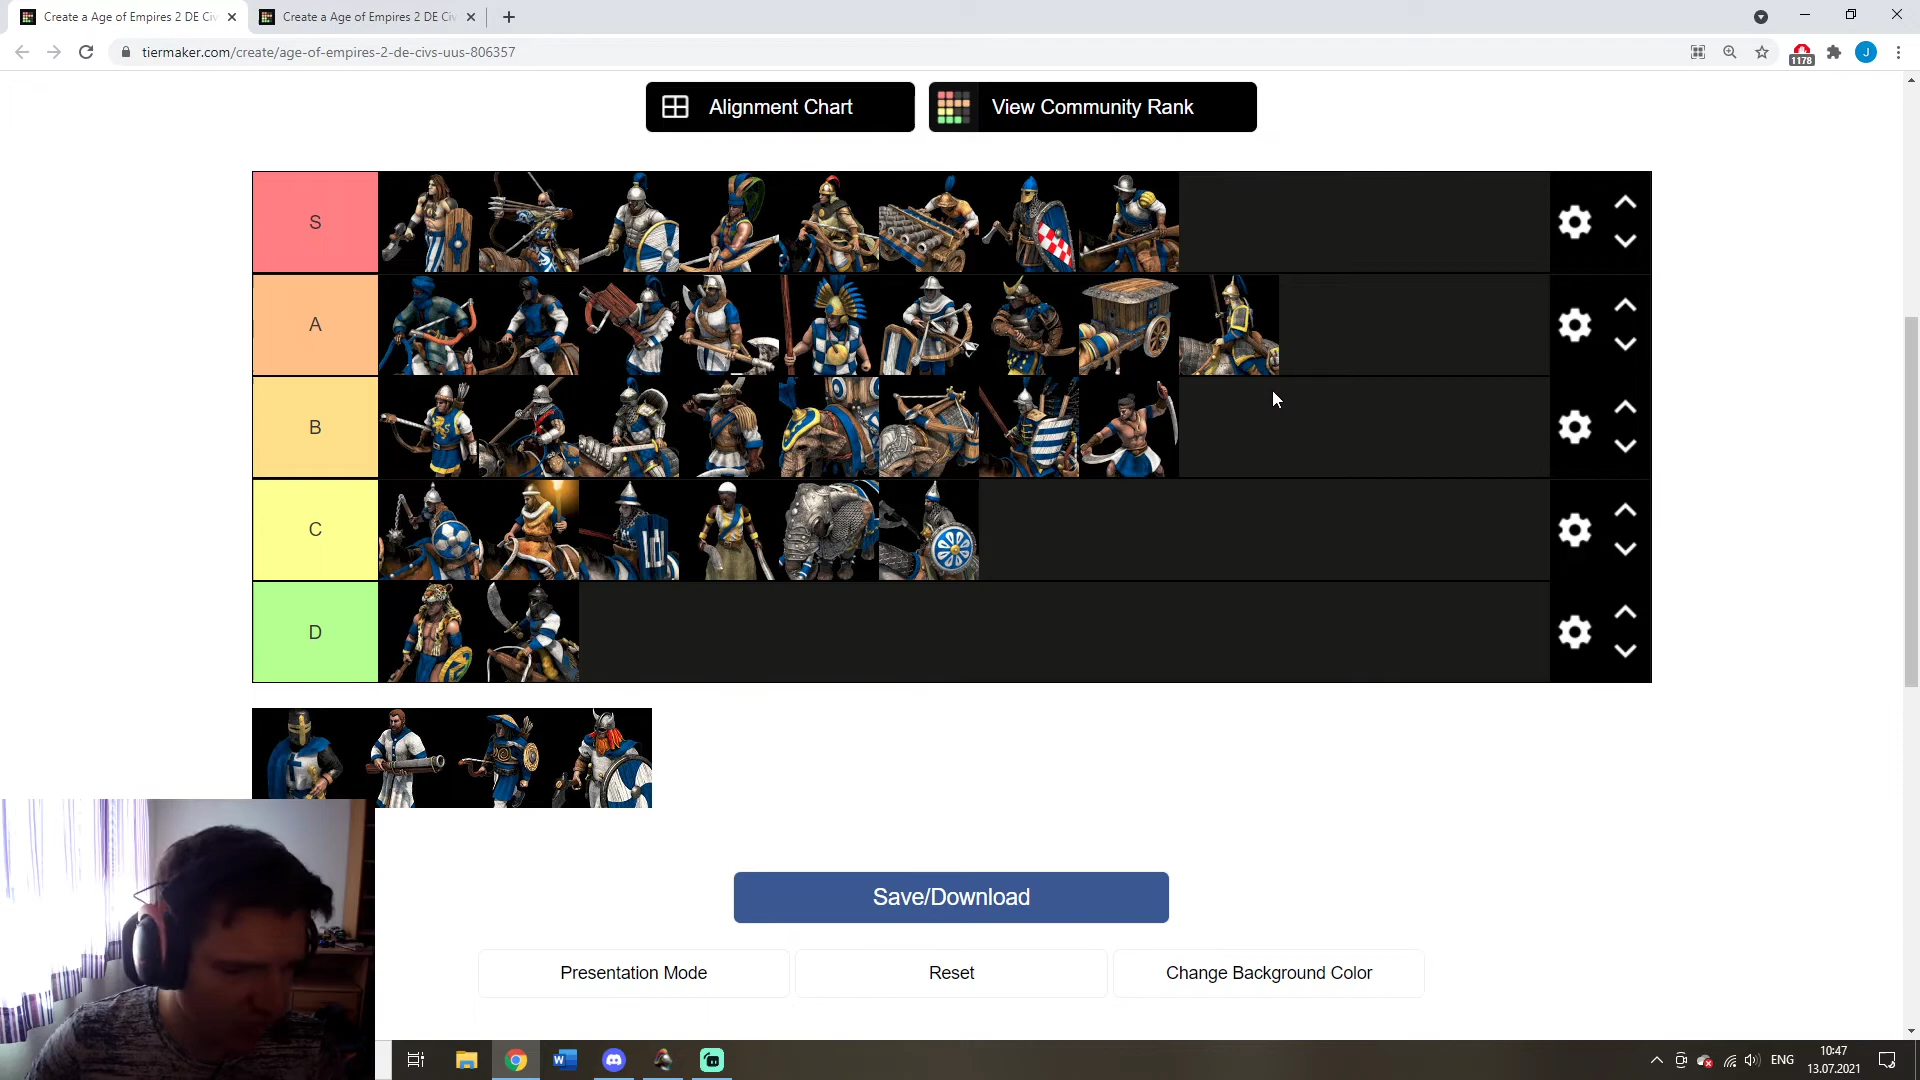 Create a Age of Empires 2 DE Civ
Create a Age of Empires 2 DE Civ
tiermaker.com/create/age-of-empires-2-de-civs-uus-806357
1178
J
Alignment Chart
View Community Rank
S
A
B
C
D
Save/Download
Presentation Mode
Reset
Change Background Color
ENG
10:47
13.07.2021